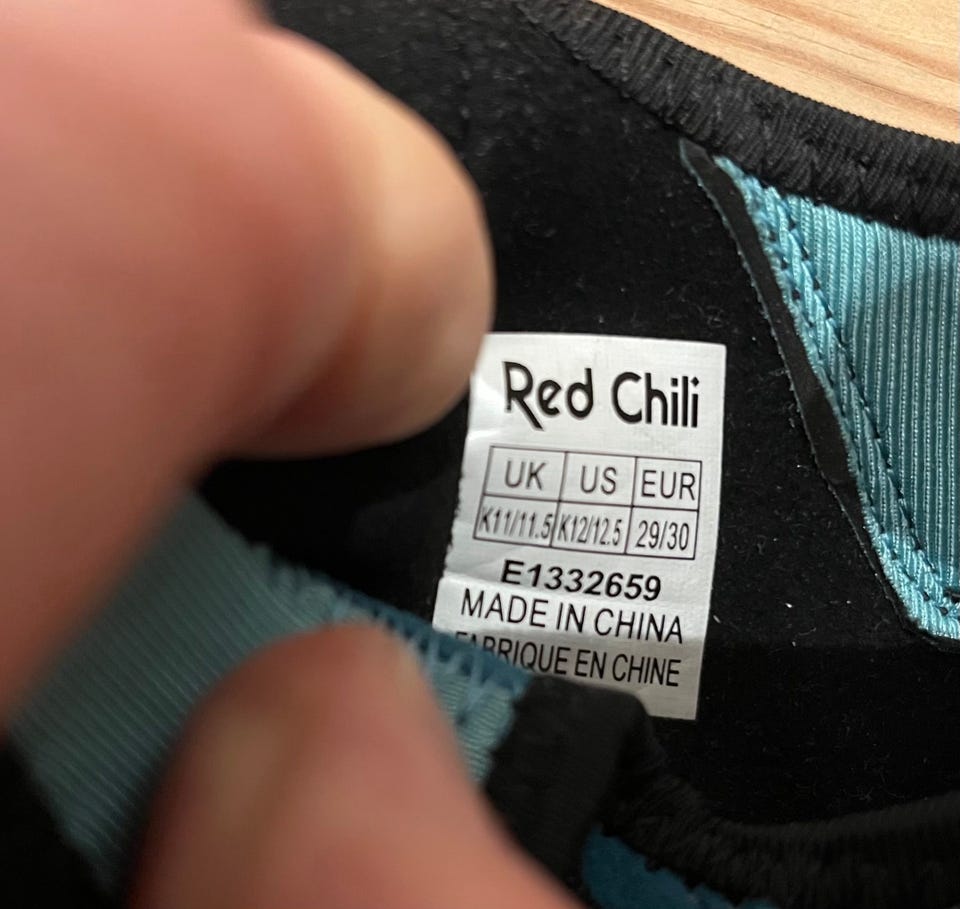 Red Chili
UK US EUR
K11/11.5 K12/12.5 29/30
E1332659
MADE IN CHINA
FABRIQUE EN CHINE